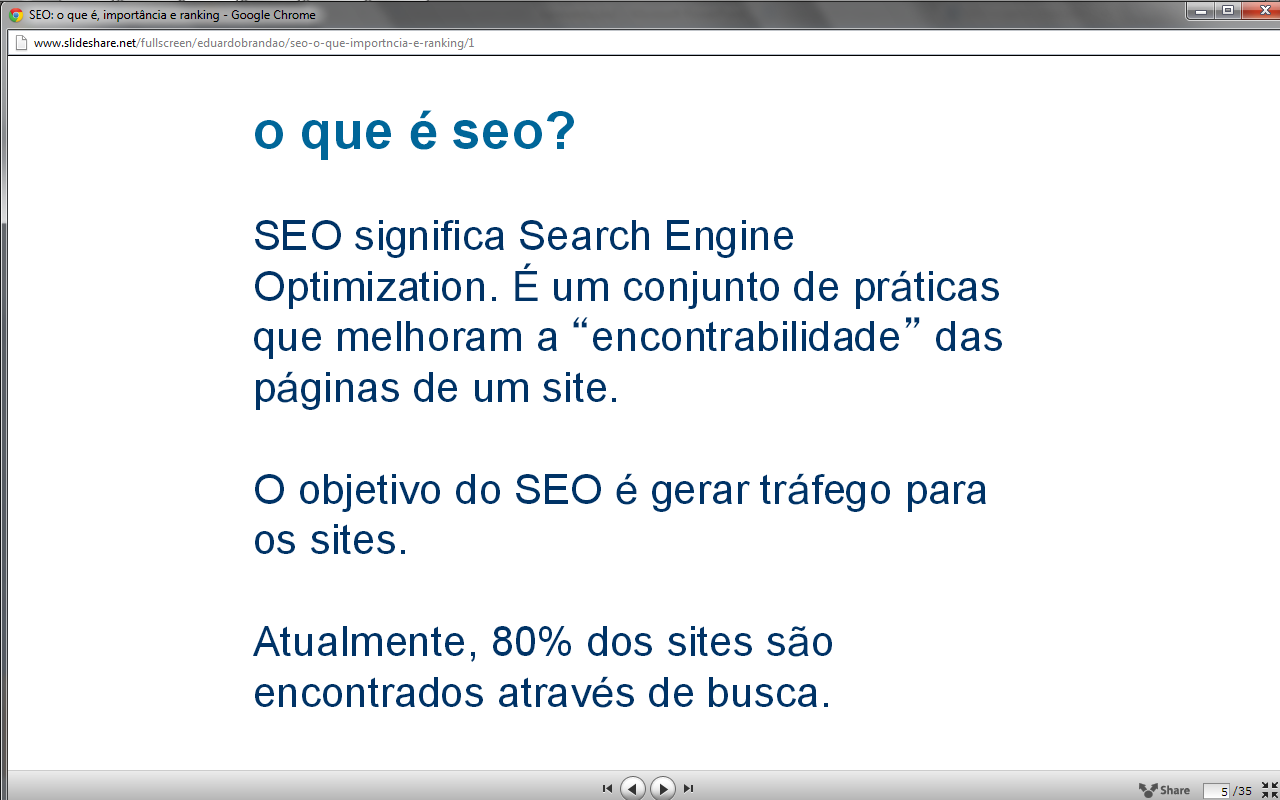 SEO: o que é, importância e ranking - Google Chrome
www.slideshare.net/fullscreen/eduardobrandao/seo-o-que-importncia-e-ranking/1
o que é seo?
SEO significa Search Engine
Optimization. É um conjunto de práticas
que melhoram a “encontrabilidade” das
páginas de um site.
O objetivo do SEO é gerar tráfego para
os sites.
Atualmente, 80% dos sites são
encontrados através de busca.
Share 5 /35